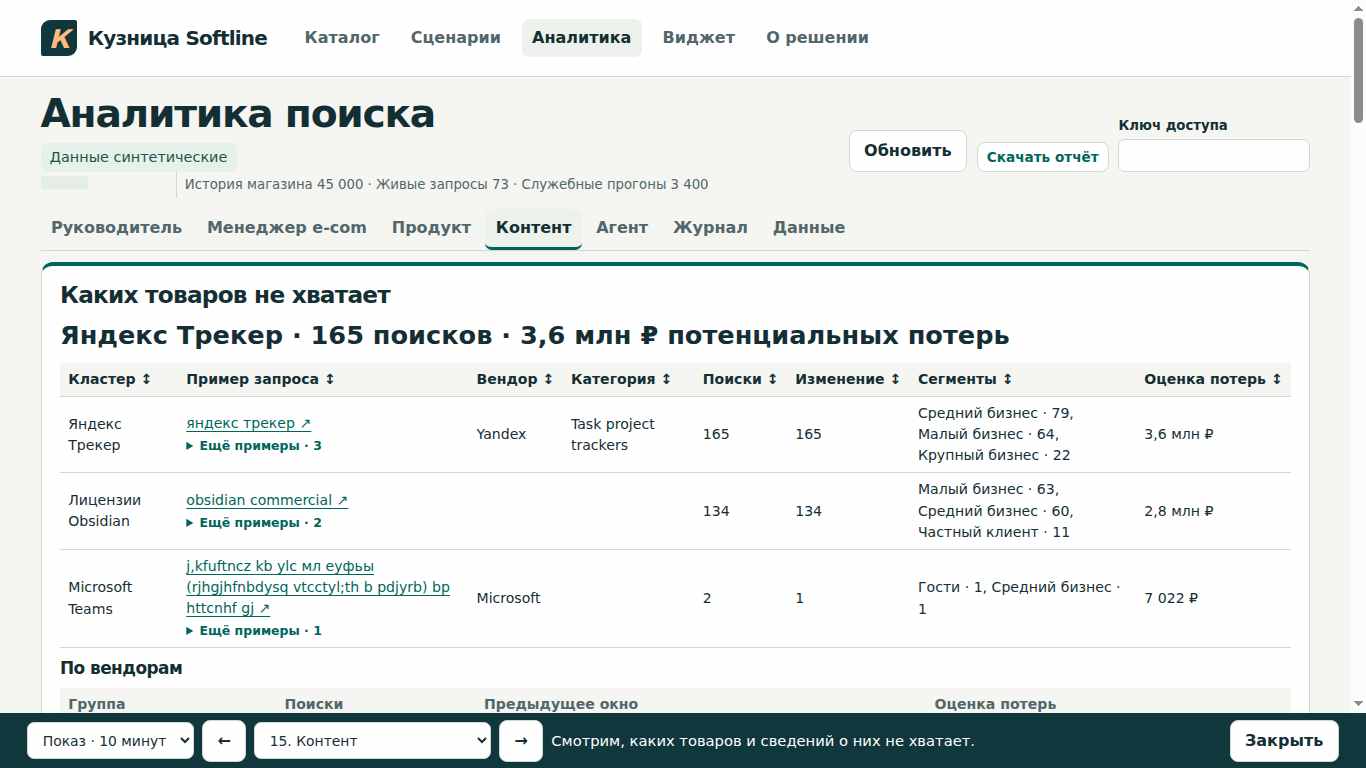 К Кузница Softline Каталог Сценарии Аналитика Виджет О решении
Аналитика поиска
Данные синтетические
История магазина 45 000 · Живые запросы 73 · Служебные прогоны 3 400
Обновить
Скачать отчёт
Ключ доступа
Руководитель Менеджер e-com Продукт Контент Агент Журнал Данные
Каких товаров не хватает
Яндекс Трекер · 165 поисков · 3,6 млн ₽ потенциальных потерь
Кластер ↕ Пример запроса ↕ Вендор ↕ Категория ↕ Поиски ↕ Изменение ↕ Сегменты ↕ Оценка потерь ↕
Яндекс
Трекер
яндекс трекер ↗
▶ Ещё примеры · 3
Yandex
Task project
trackers
165
165
Средний бизнес · 79,
Малый бизнес · 64,
Крупный бизнес · 22
3,6 млн ₽
Лицензии
Obsidian
obsidian commercial ↗
▶ Ещё примеры · 2
134
134
Малый бизнес · 63,
Средний бизнес · 60,
Частный клиент · 11
2,8 млн ₽
Microsoft
Teams
j,kfuftncz kb ylc мл еуфьы
(rjhgjhfnbdysq vtcctyl;th b pdjyrb) bp
httcnhf gj ↗
▶ Ещё примеры · 1
Microsoft
2
1
Гости · 1, Средний бизнес ·
1
7 022 ₽
По вендорам
Группа Поиски Предыдущее окно Оценка потерь
Показ · 10 минут ← 15. Контент → Смотрим, каких товаров и сведений о них не хватает. Закрыть